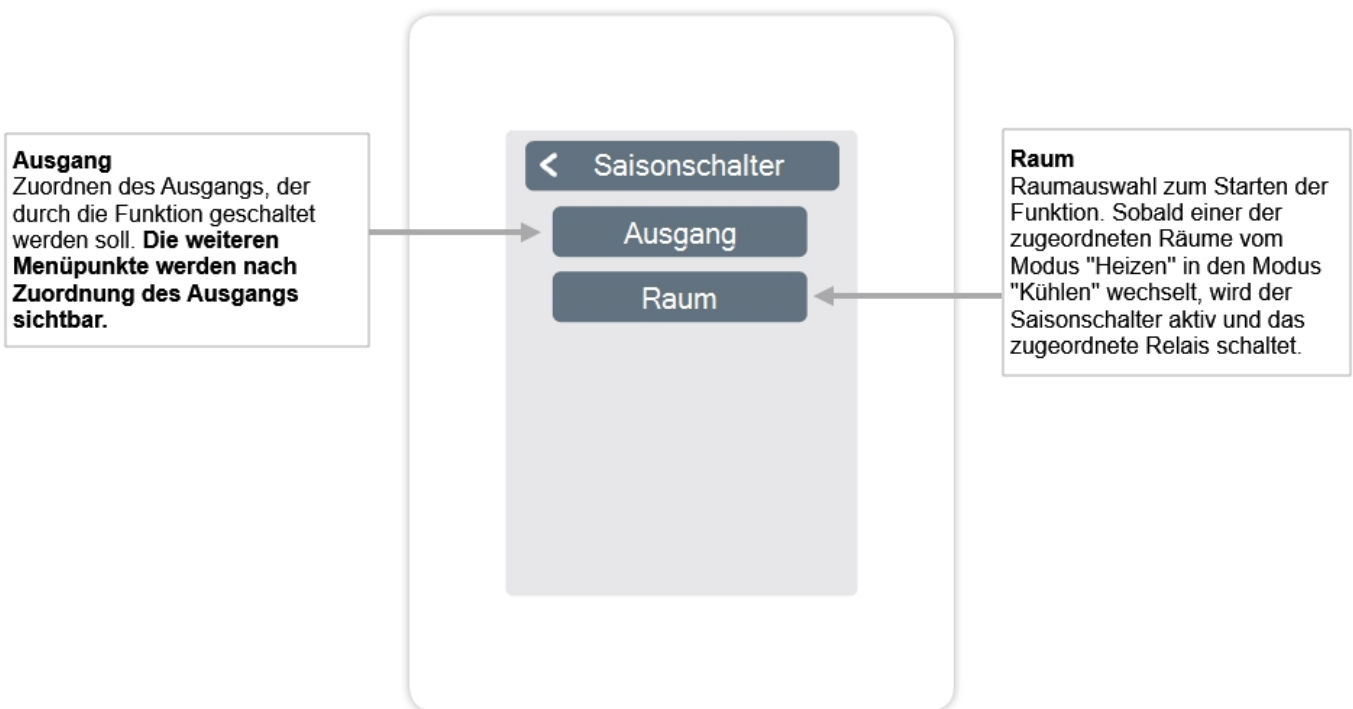 Ausgang
Zuordnen des Ausgangs, der
durch die Funktion geschaltet
werden soll. Die weiteren
Menüpunkte werden nach
Zuordnung des Ausgangs
sichtbar.
Saisonschalter
Ausgang
Raum
Raum
Raumauswahl zum Starten der
Funktion. Sobald einer der
zugeordneten Räume vom
Modus "Heizen" in den Modus
"Kühlen" wechselt, wird der
Saisonschalter aktiv und das
zugeordnete Relais schaltet.